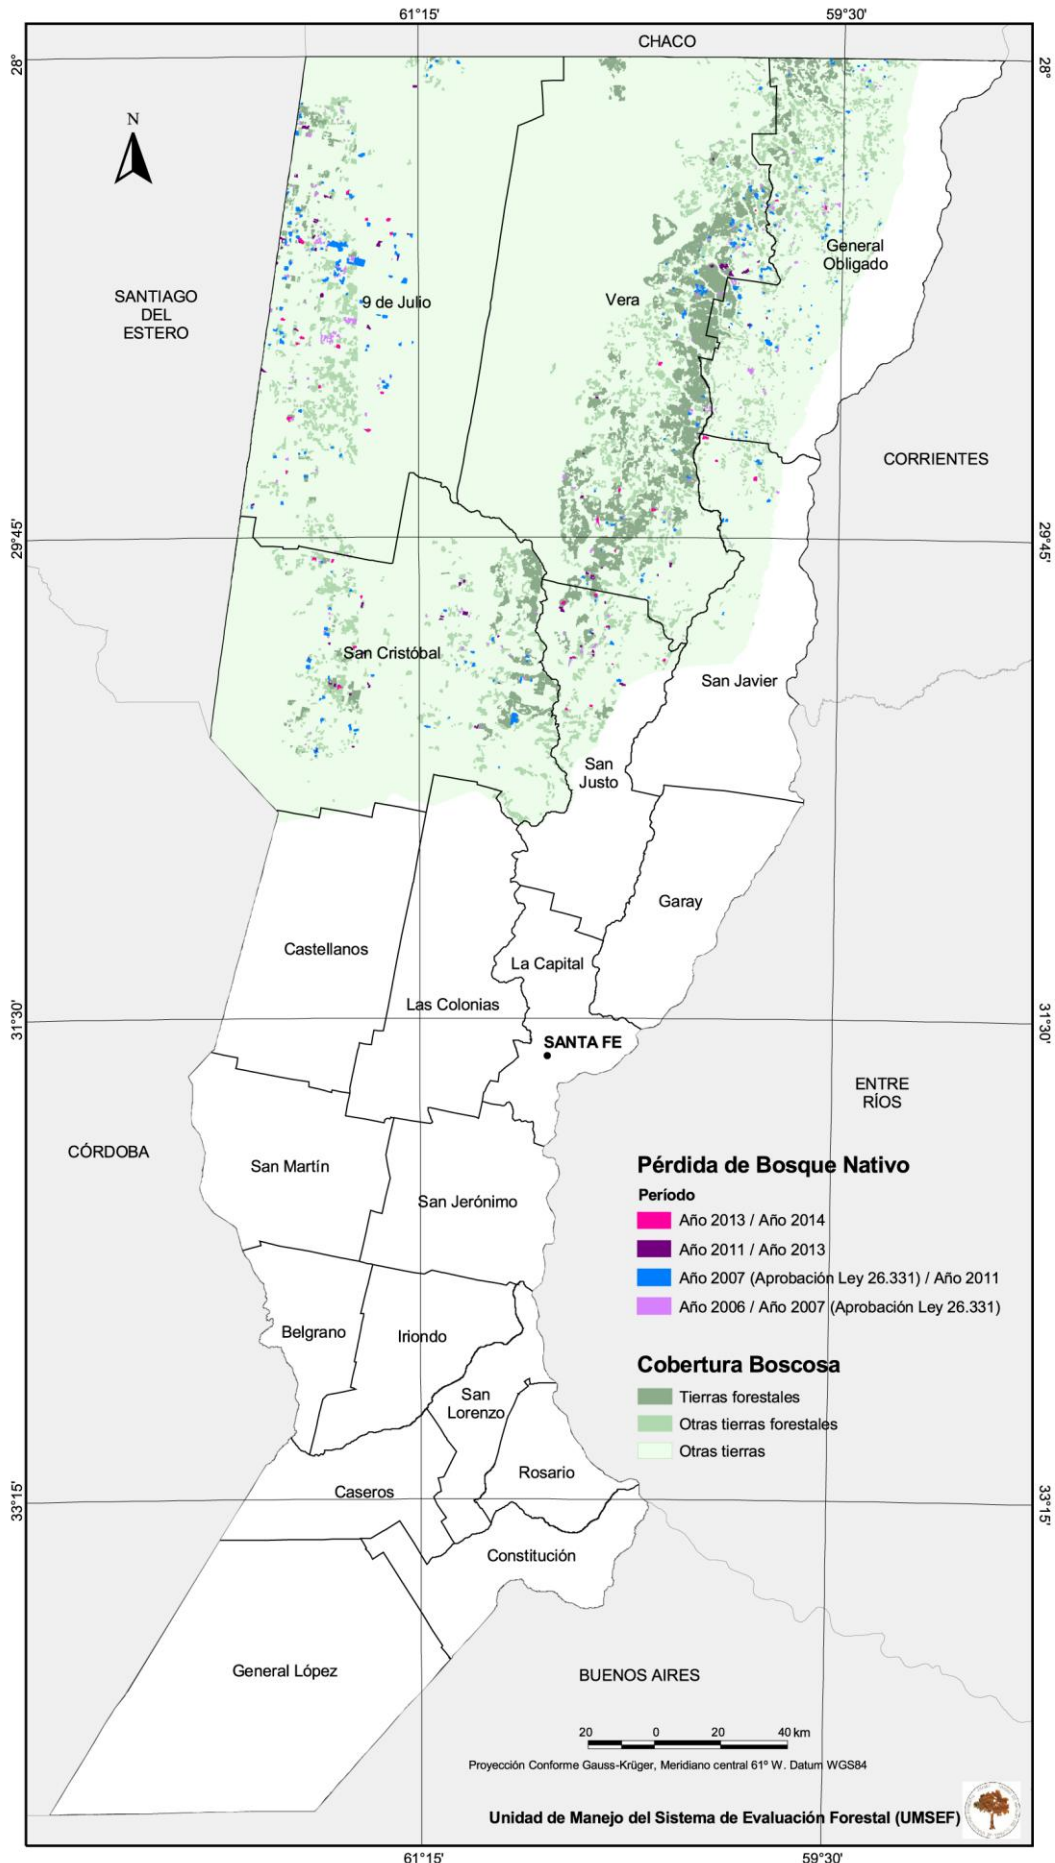 61°15'
59°30'
CHACO
28°
28°
N
General
Obligado
SANTIAGO
DEL
ESTERO
9 de Julio
Vera
CORRIENTES
29°45'
29°45'
San Cristóbal
San Javier
San
Justo
Garay
Castellanos
La Capital
Las Colonias
31°30'
31°30'
SANTA FE
ENTRE
RÍOS
CÓRDOBA
San Martín
San Jerónimo
Pérdida de Bosque Nativo
Período
Año 2013 / Año 2014
Año 2011 / Año 2013
Año 2007 (Aprobación Ley 26.331) / Año 2011
Año 2006 / Año 2007 (Aprobación Ley 26.331)
Belgrano
Iriondo
Cobertura Boscosa
Tierras forestales
Otras tierras forestales
Otras tierras
San
Lorenzo
Rosario
Caseros
33°15'
33°15'
Constitución
General López
BUENOS AIRES
20 0 20 40 km
Proyección Conforme Gauss-Krüger, Meridiano central 61º W. Datum WGS84
Unidad de Manejo del Sistema de Evaluación Forestal (UMSEF)
61°15'
59°30'